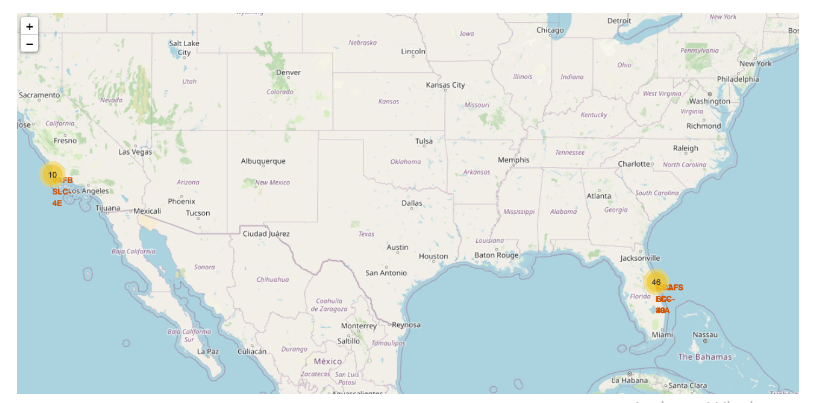 Wyoming
Detroit
New York
+
−
Salt Lake
City
Nebraska
Iowa
Chicago
Bos
Lincoln
Denver
Utah
Colorado
Kansas
Kansas City
Missouri
Illinois
Indiana
Ohio
Pennsylvania
New York
Philadelphia
Sacramento
Nevada
West Virginia
Washington
jose
California
Kentucky
Virginia
Richmond
Fresno
Las Vegas
Tulsa
Raleigh
Albuquerque
Oklahoma
Memphis
Tennessee
Charlotte
North Carolina
10
AFB
Arizona
New Mexico
Arkansas
SLC-
Los Angeles
4E
Phoenix
Tijuana
Mexicali
Tucson
Dallas
Atlanta
South Carolina
Mississippi
Alabama
Georgia
Ciudad Juárez
Texas
Louisiana
Baja California
Austin
Houston
Baton Rouge
Jacksonville
Sonora
Chihuahua
San Antonio
46
AFS
Florida
Coahuila
de Zaragoza
Monterrey
Reynosa
Miami
Nassau
Baja California
Sur
Saltillo
Tamaulipas
La Paz
Culiacán
Durango
The Bahamas
México
Zacatecas
San Luis
Potosí
La Habana
Santa Clara
Aguascalientes